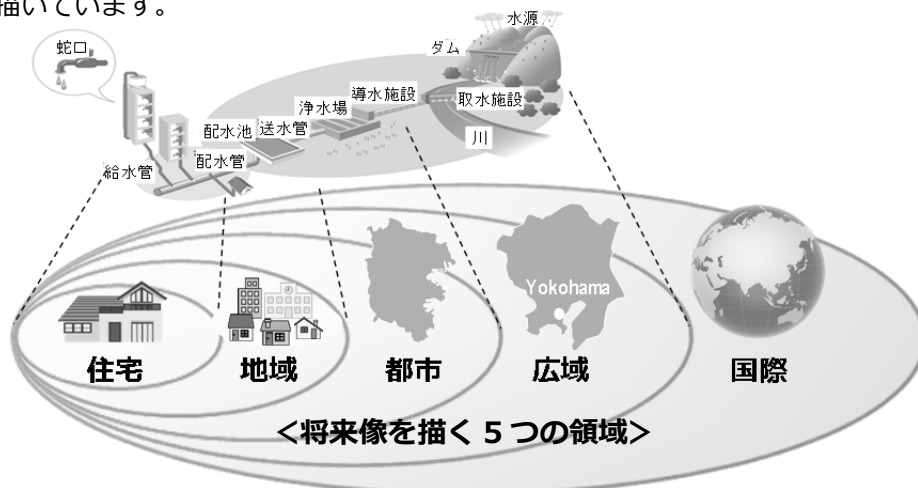 描いています。
水源
蛇口
ダム
導水施設
取水施設
浄水場
配水池
送水管
川
配水管
給水管
Yokohama
住宅
地域
都市
広域
国際
＜将来像を描く５つの領域＞